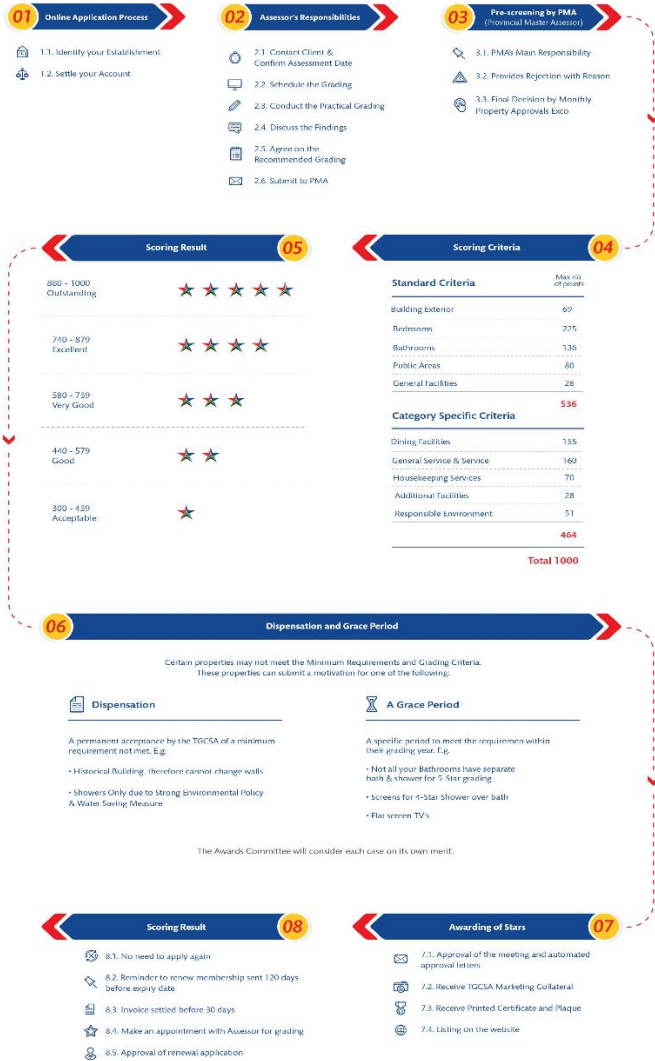 01 Online Application Process
1.1. Identify your Establishment
1.2. Settle your Account
02 Assessor's Responsibilities
2.1. Contact Client &
Confirm Assessment Date
2.2. Schedule the Grading
2.3. Conduct the Practical Grading
2.4. Discuss the Findings
2.5. Agree on the
Recommended Grading
2.6. Submit to PMA
03 Pre-screening by PMA
(Provincial Master Assessor)
3.1. PMA's Main Responsibility
3.2. Provides Rejection with Reason
3.3. Final Decision by Monthly
Property Approvals Exco
Scoring Criteria 04
Standard Criteria
Max no.
of points
Building Exterior 69
Bedrooms 225
Bathrooms 136
Public Areas 80
General Facilities 26
536
Category Specific Criteria
Dining Facilities 155
General Service & Service 160
Housekeeping Services 70
Additional Facilities 28
Responsible Environment 51
464
Total 1000
Scoring Result 05
880 - 1000
Outstanding
740 - 879
Excellent
580 - 739
Very Good
440 - 579
Good
300 - 439
Acceptable
06 Dispensation and Grace Period
Certain properties may not meet the Minimum Requirements and Grading Criteria.
These properties can submit a motivation for one of the following:
Dispensation
A permanent acceptance by the TGCSA of a minimum
requirement not met. E.g.
• Historical Building, therefore cannot change walls
• Showers Only due to Strong Environmental Policy
& Water Saving Measure
A Grace Period
A specific period to meet the requiremen within
their grading year. E.g.
• Not all your Bathrooms have separate
bath & shower for 5-Star grading
• Screens for 4-Star Shower over bath
• Flat screen TV's
The Awards Committee will consider each case on its own merit.
Awarding of Stars 07
7.1. Approval of the meeting and automated
approval letters
7.2. Receive TGCSA Marketing Collateral
7.3. Receive Printed Certificate and Plaque
7.4. Listing on the website
Scoring Result 08
8.1. No need to apply again
8.2. Reminder to renew membership sent 120 days
before expiry date
8.3. Invoice settled before 30 days
8.4. Make an appointment with Assessor for grading
8.5. Approval of renewal application